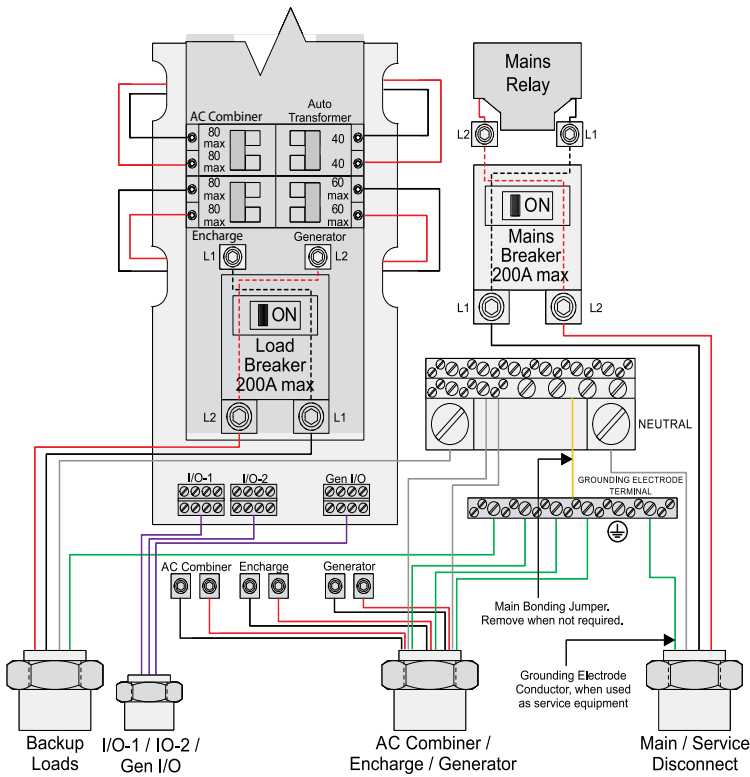 Mains
Relay
L2
L1
AC Combiner
Auto
Transformer
80
max
80
max
40
40
80
max
80
max
60
max
60
max
Encharge
Generator
L1
L2
ON
Load
Breaker
200A max
L2
L1
ON
Mains
Breaker
200A max
L1
L2
NEUTRAL
GROUNDING ELECTRODE
TERMINAL
I/O-1
I/O-2
Gen I/O
AC Combiner
Encharge
Generator
Main Bonding Jumper.
Remove when not required.
Grounding Electrode
Conductor, when used
as service equipment
Backup
Loads
I/O-1 / IO-2 /
Gen I/O
AC Combiner /
Encharge / Generator
Main / Service
Disconnect